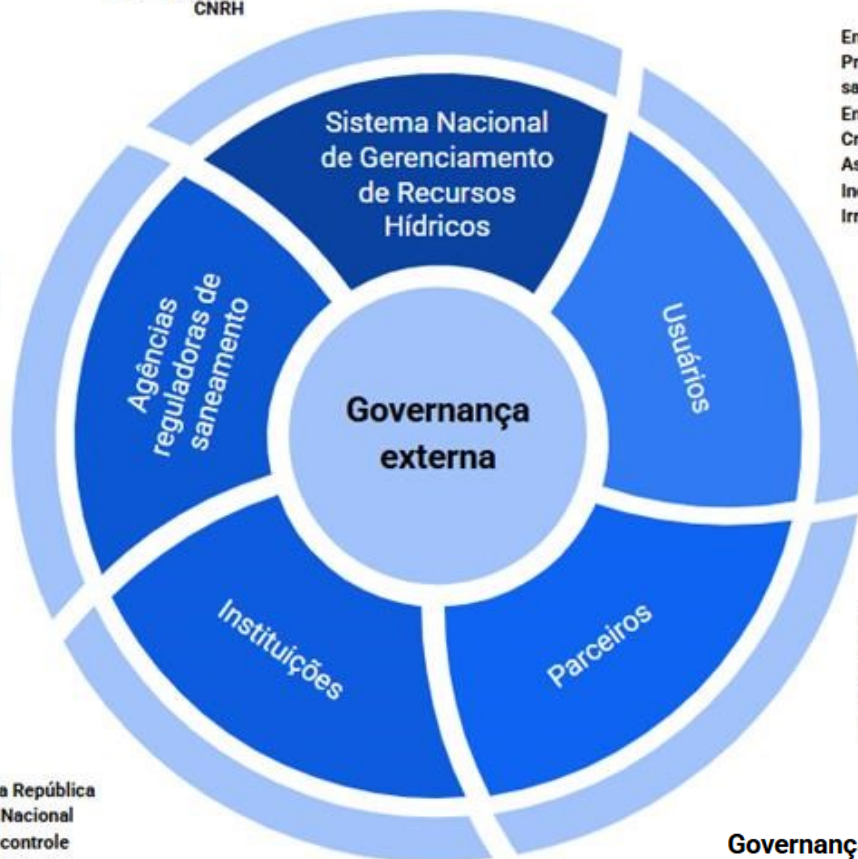 CNRH
Sistema Nacional
de Gerenciamento
de Recursos
Hídricos
Usuários
Agências
reguladoras de
saneamento
Governança
externa
Instituições
Parceiros
a República
Nacional
controle
Governanç